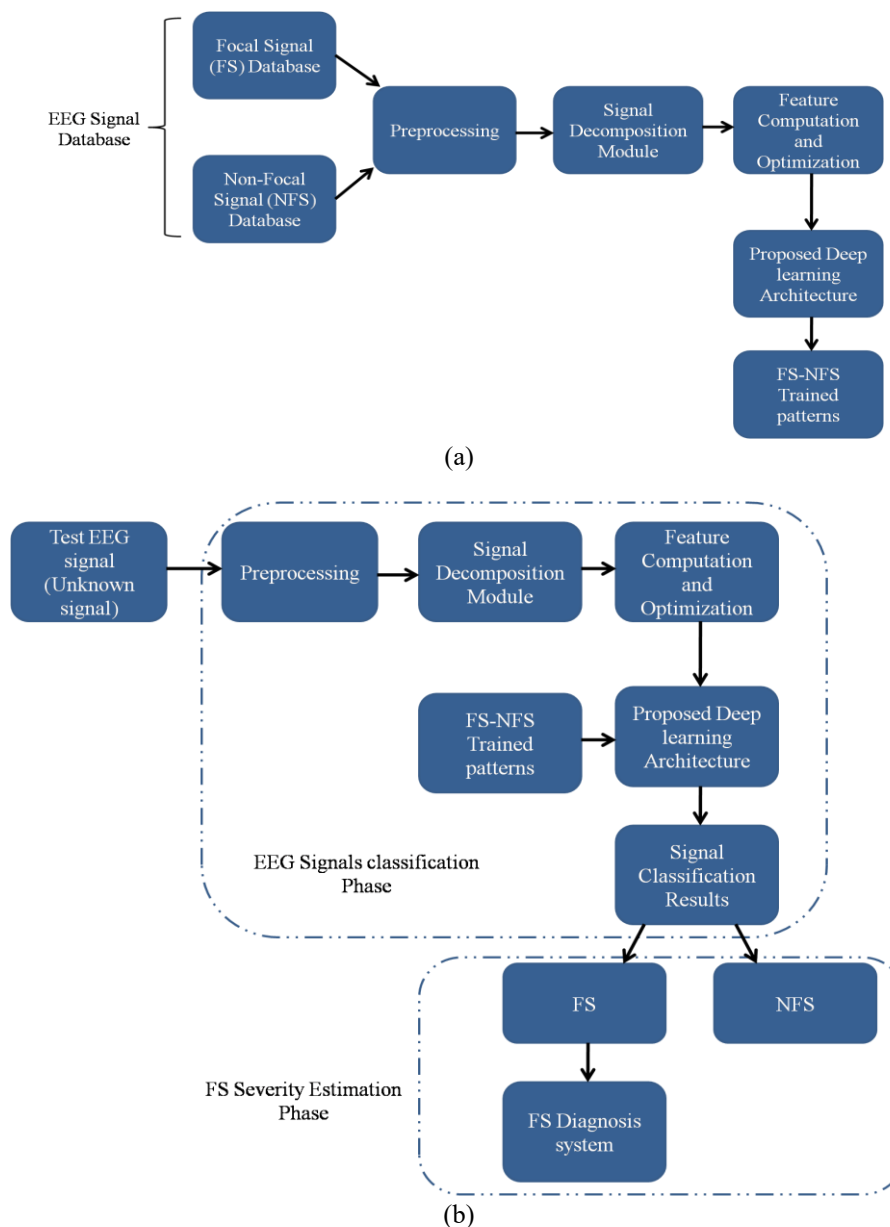 Focal Signal
(FS) Database
EEG Signal
Database
Non-Focal
Signal (NFS)
Database
Preprocessing
Signal
Decomposition
Module
Feature
Computation
and
Optimization
Proposed Deep
learning
Architecture
FS-NFS
Trained
patterns
(a)
Test EEG
signal
(Unknown
signal)
Preprocessing
Signal
Decomposition
Module
Feature
Computation
and
Optimization
FS-NFS
Trained
patterns
Proposed Deep
learning
Architecture
EEG Signals classification
Phase
Signal
Classification
Results
FS
NFS
FS Severity Estimation
Phase
FS Diagnosis
system
(b)